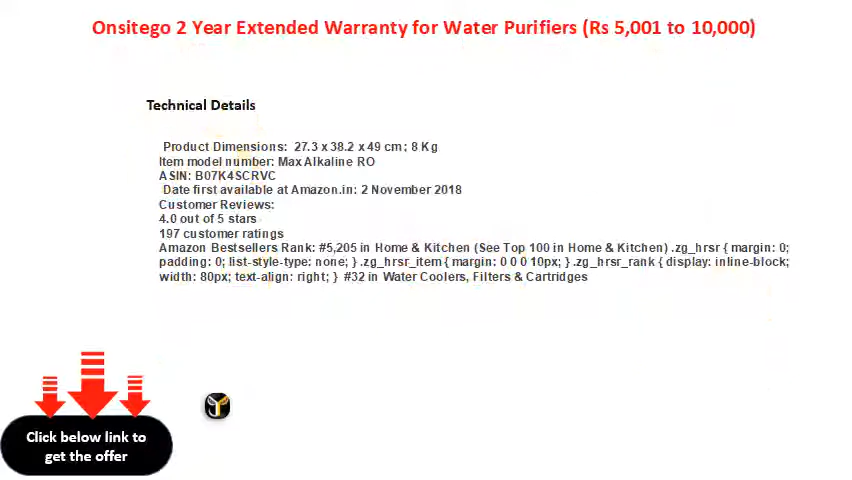 Onsitego 2 Year Extended Warranty for Water Purifiers (Rs 5,001 to 10,000)
Technical Details
Product Dimensions: 27.3 x 38.2 x 49 cm; 8 Kg
Item model number: Max Alkaline RO
ASIN: B07K4SCRVC
Date first available at Amazon.in: 2 November 2018
Customer Reviews:
4.0 out of 5 stars
197 customer ratings
Amazon Bestsellers Rank: #5,205 in Home & Kitchen (See Top 100 in Home & Kitchen) .zg_hrsr { margin: 0;
padding: 0; list-style-type: none; } .zg_hrsr_item { margin: 0 0 0 10px; } .zg_hrsr_rank { display: inline-block;
width: 80px; text-align: right; } #32 in Water Coolers, Filters & Cartridges
Click below link to
get the offer